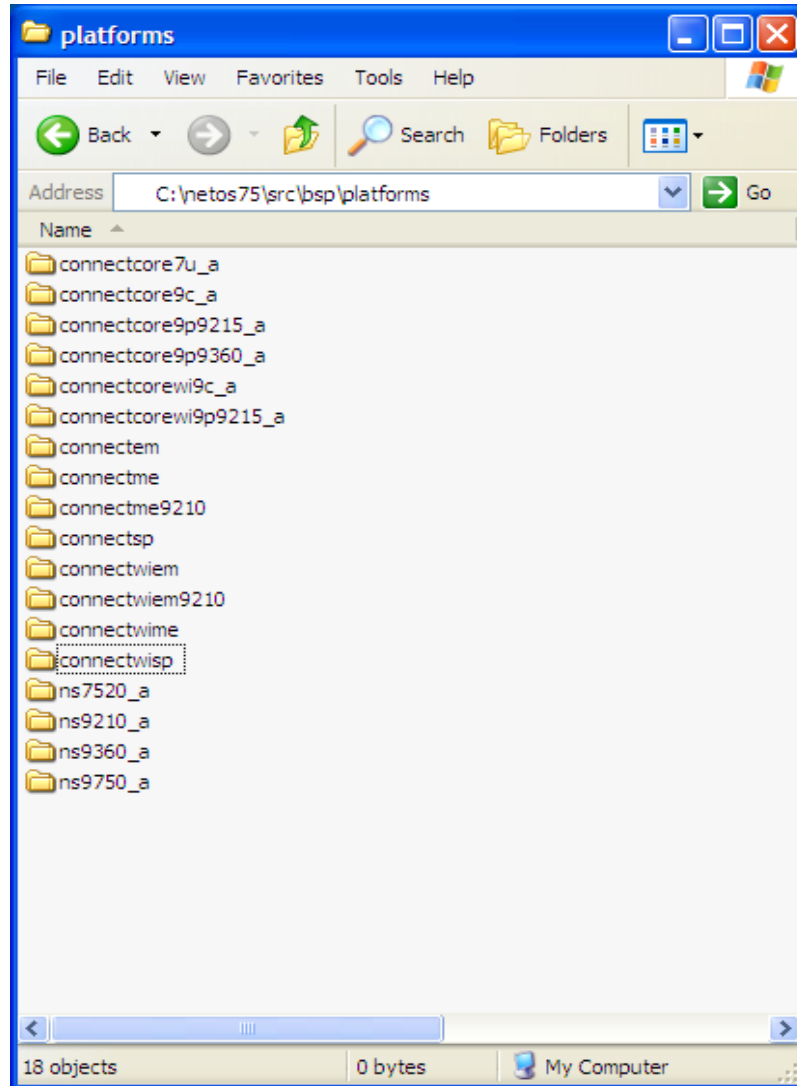 platforms
File Edit View Favorites Tools Help
Back Search Folders
Address C:\netos75\src\bsp\platforms Go
Name
connectcore7u_a
connectcore9c_a
connectcore9p9215_a
connectcore9p9360_a
connectcorewi9c_a
connectcorewi9p9215_a
connectem
connectme
connectme9210
connectsp
connectwiem
connectwiem9210
connectwime
connectwisp
ns7520_a
ns9210_a
ns9360_a
ns9750_a
18 objects 0 bytes My Computer